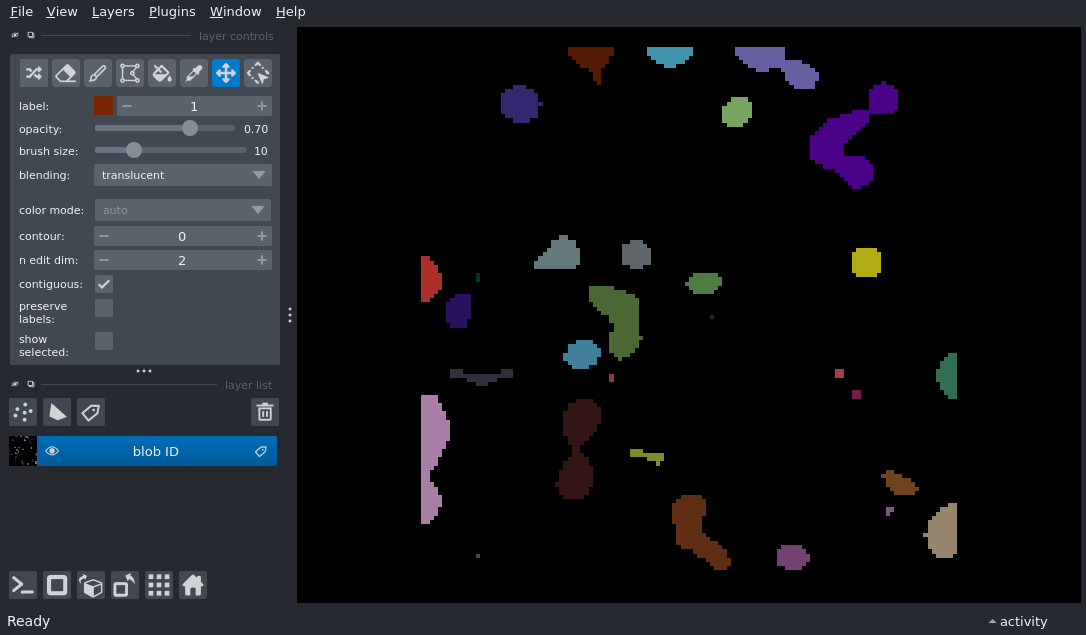 File View Layers Plugins Window Help
layer controls
label: 1
opacity: 0.70
brush size: 10
blending: translucent
color mode: auto
contour: 0
n edit dim: 2
contiguous:
preserve
labels:
show
selected:
layer list
blob ID
Ready activity